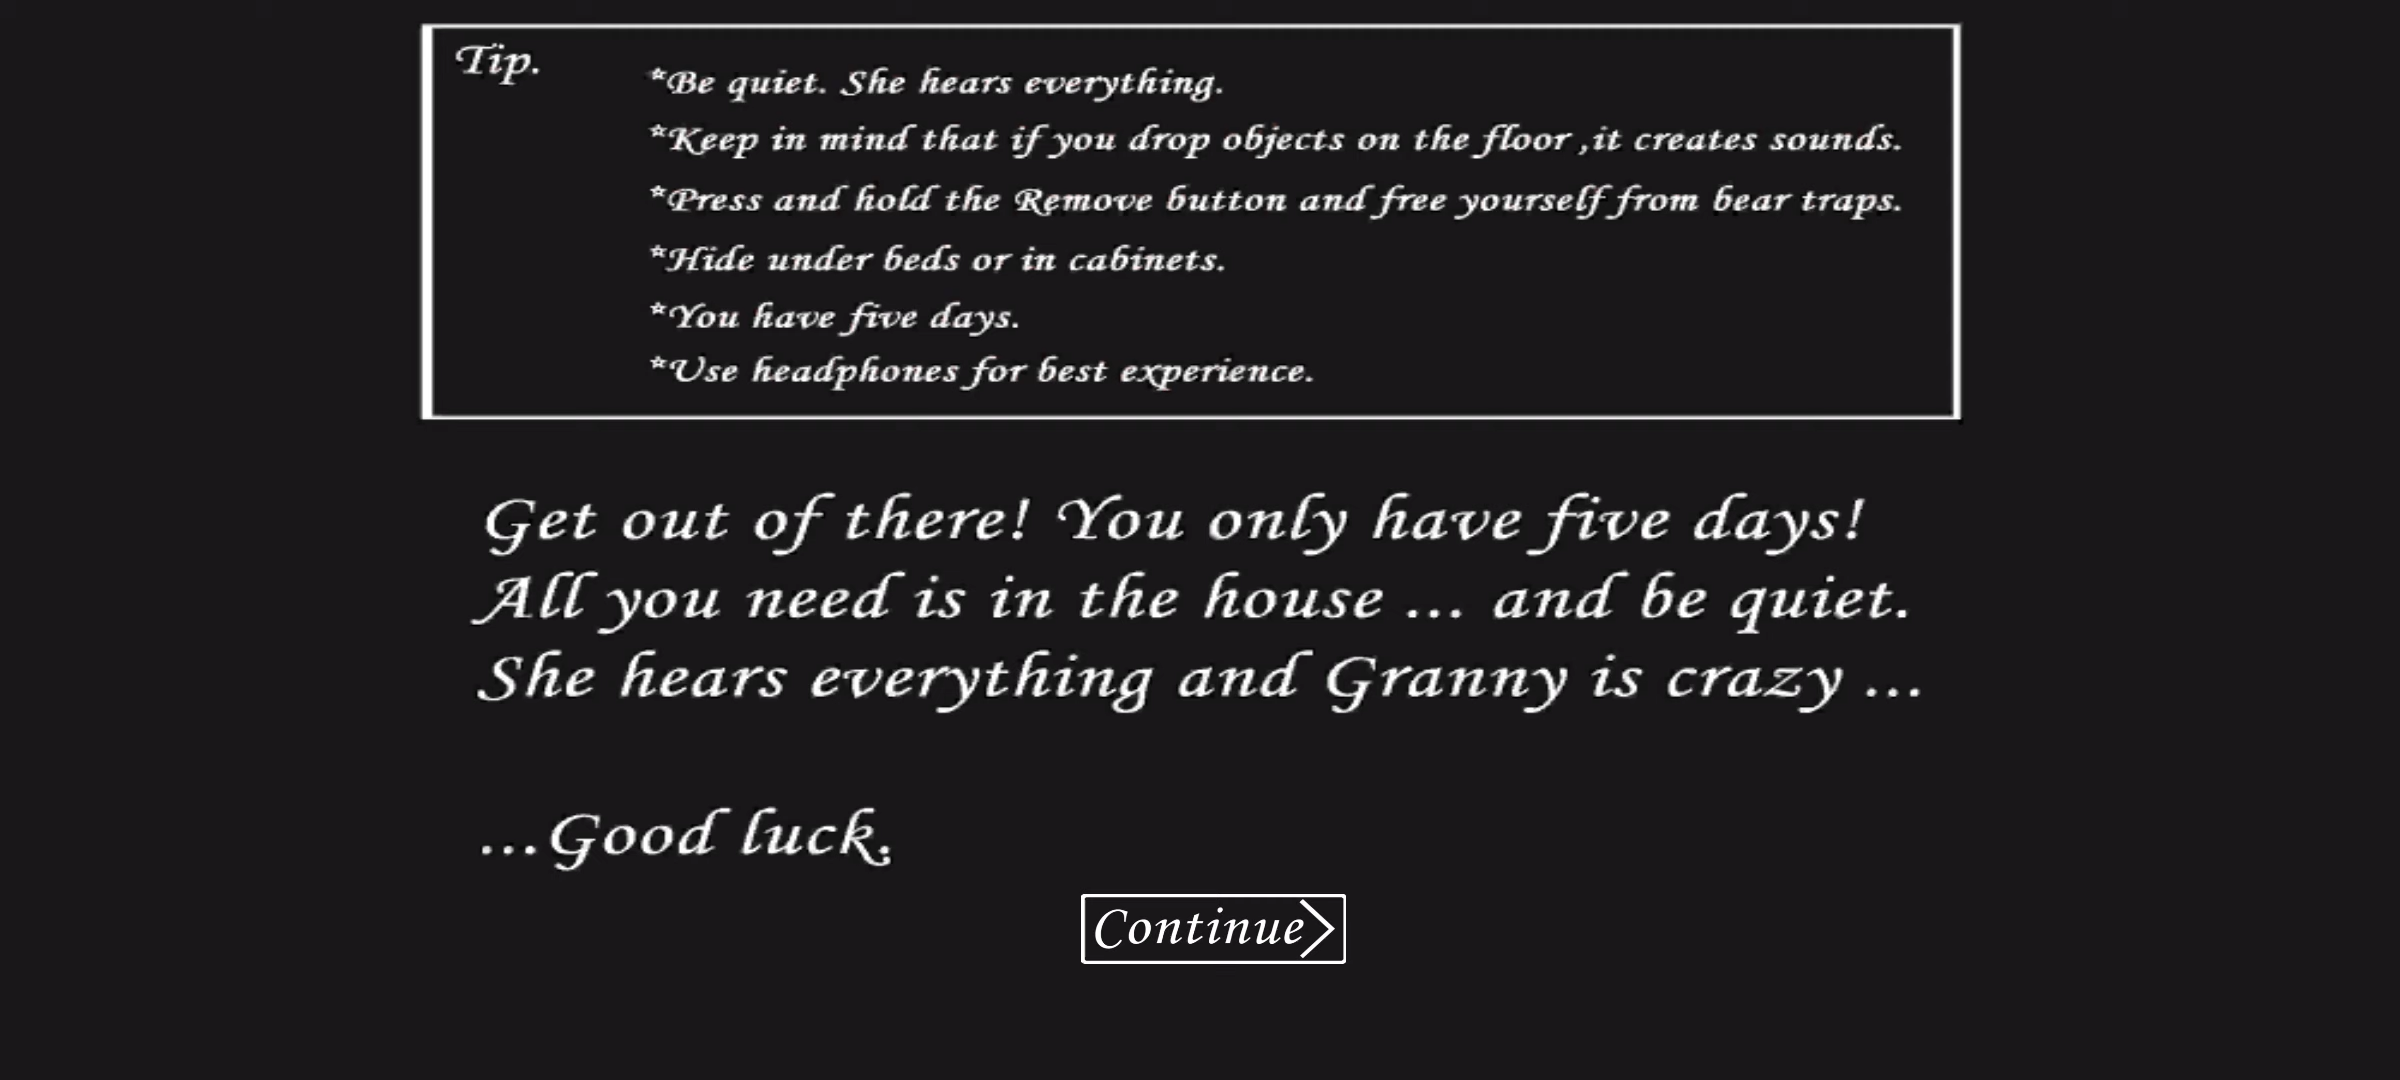 Tip.
*Be quiet. She hears everything.
*Keep in mind that if you drop objects on the floor ,it creates sounds.
*Press and hold the Remove button and free yourself from bear traps.
*Hide under beds or in cabinets.
*You have five days.
*Use headphones for best experience.
Get out of there! You only have five days!
All you need is in the house ... and be quiet.
She hears everything and Granny is crazy ...
...Good luck.
Continue>